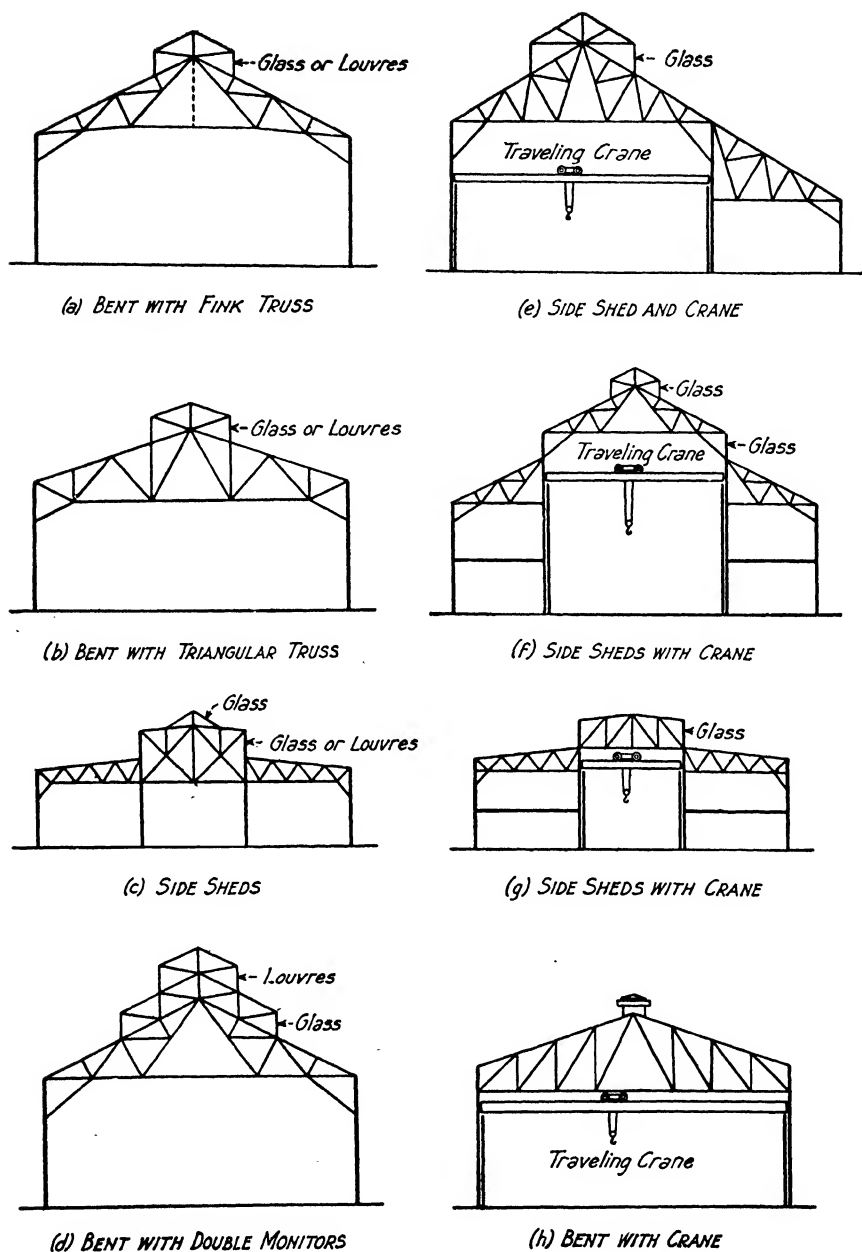 Glass or Louvres
(a) BENT WITH FINK TRUSS
Glass or Louvres
(b) BENT WITH TRIANGULAR TRUSS
Glass
Glass or Louvres
(c) SIDE SHEDS
Louvres
Glass
(d) BENT WITH DOUBLE MONITORS
Glass
Traveling Crane
(e) SIDE SHED AND CRANE
Glass
Traveling Crane
Glass
(f) SIDE SHEDS WITH CRANE
Glass
(g) SIDE SHEDS WITH CRANE
Traveling Crane
(h) BENT WITH CRANE